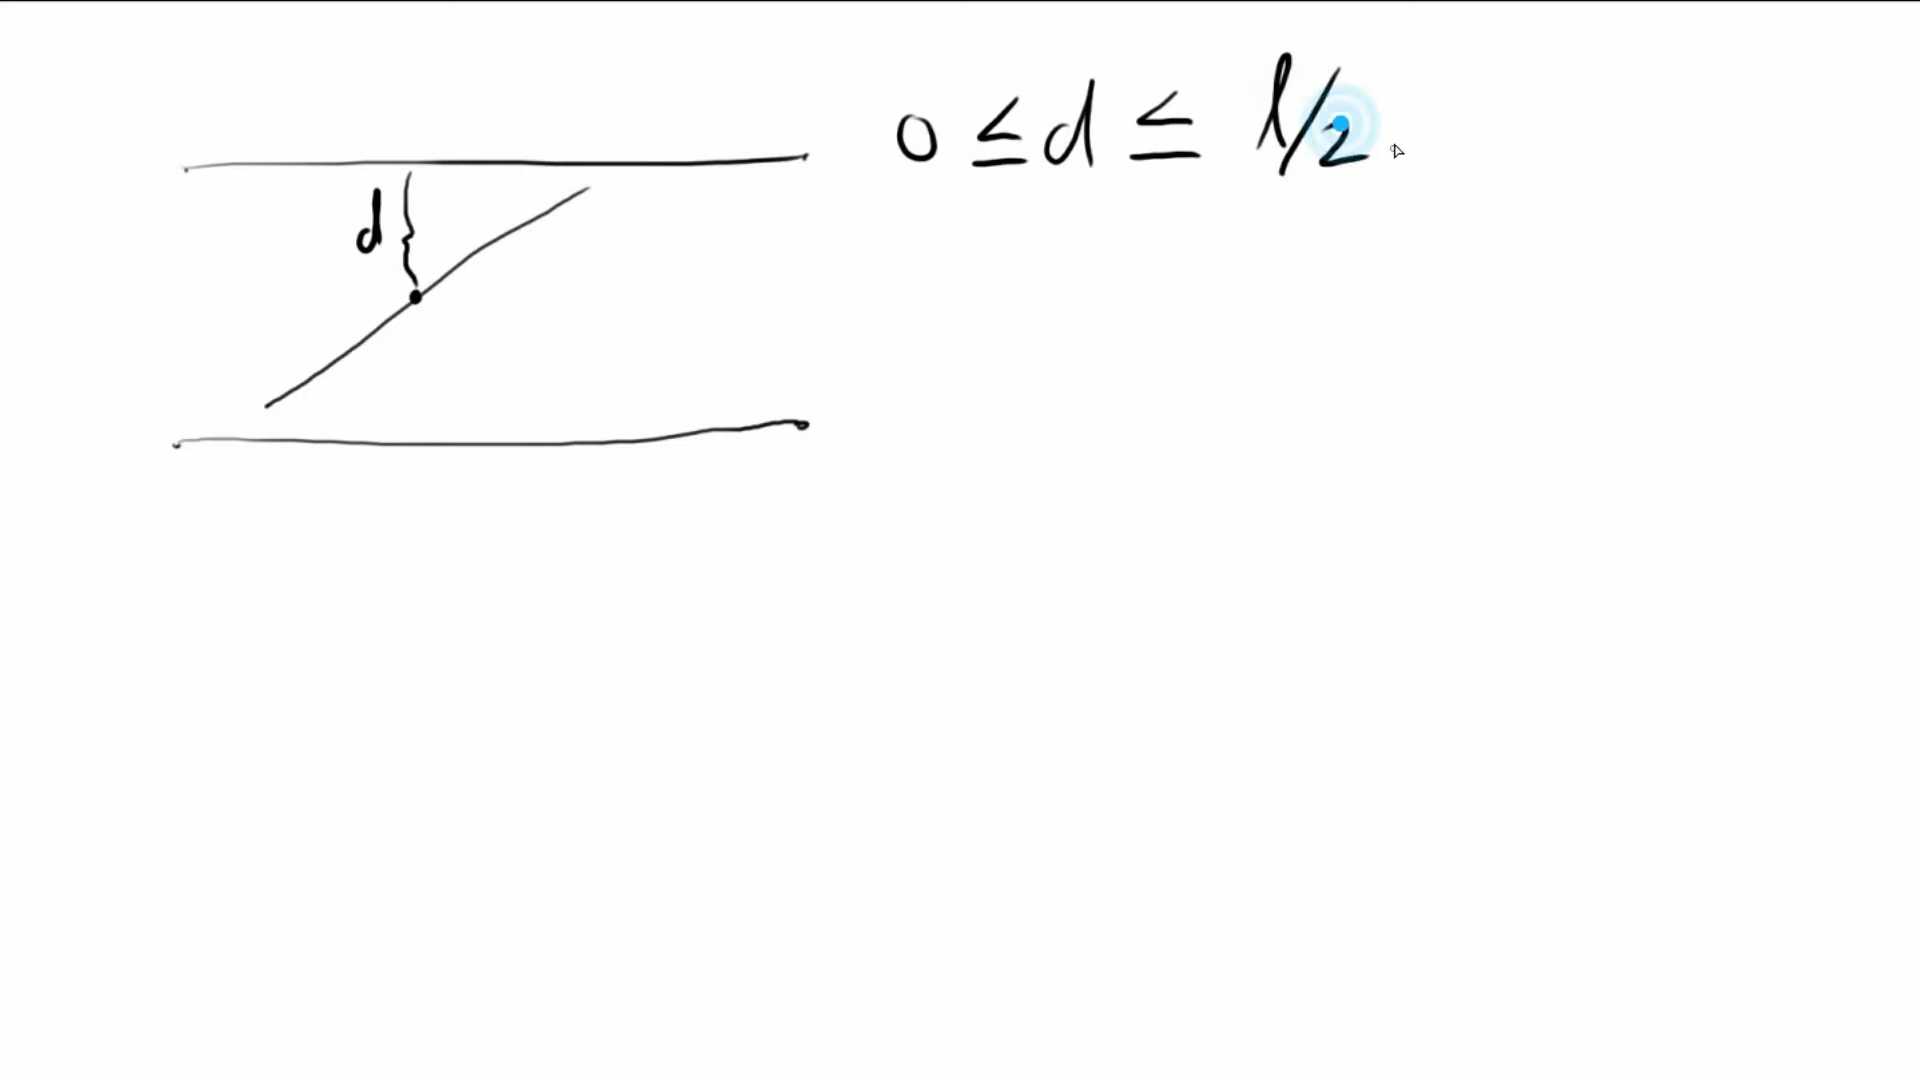 0 ≤ d ≤ l/2
d